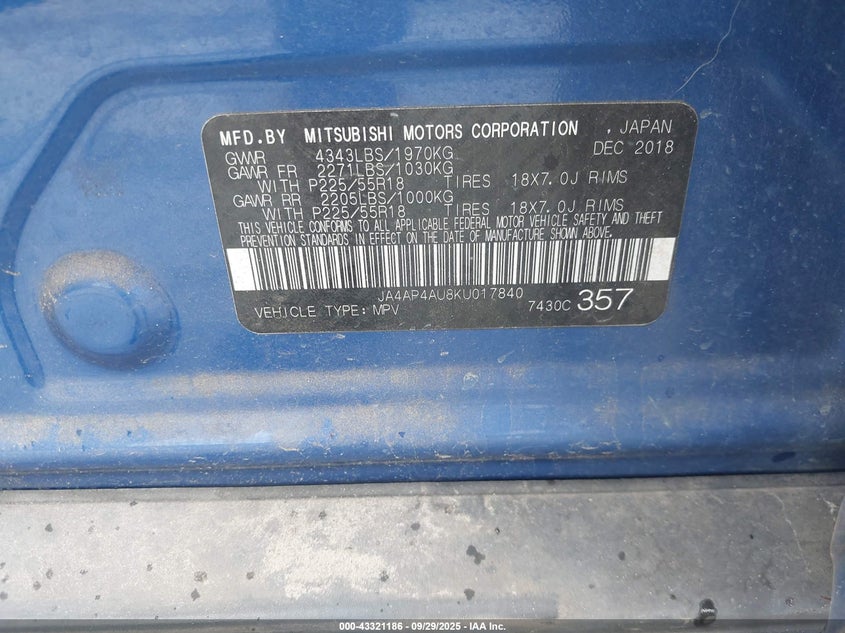 MFD.BY MITSUBISHI MOTORS CORPORATION , JAPAN
GVWR 4343LBS/1970KG DEC 2018
GAWR FR 2271LBS/1030KG
WITH P225/55R18 TIRES 18X7.0J RIMS
GAWR RR 2205LBS/1000KG
WITH P225/55R18 TIRES 18X7.0J RIMS
THIS VEHICLE CONFORMS TO ALL APPLICABLE FEDERAL MOTOR VEHICLE SAFETY AND THEFT
PREVENTION STANDARDS IN EFFECT ON THE DATE OF MANUFACTURE SHOWN ABOVE.
JA4AP4AU8KU017840
VEHICLE TYPE: MPV 7430C 357
000-43321186 - 09/29/2025 - IAA Inc.